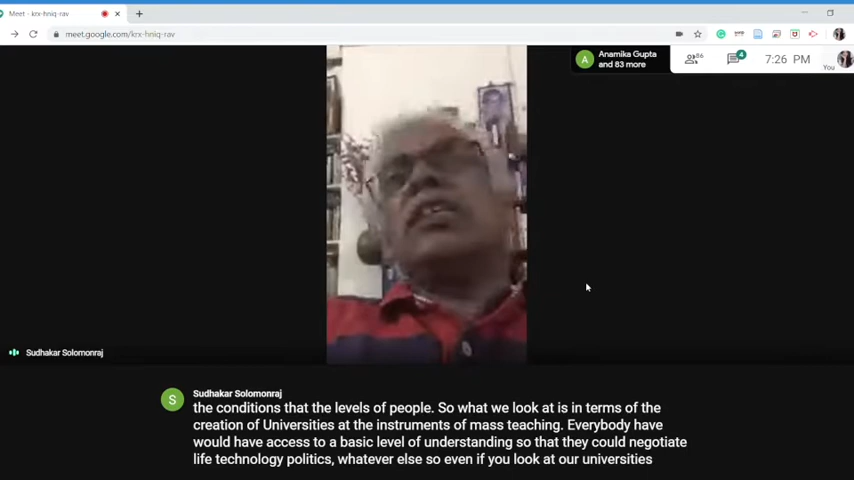 Meet - krx-hniq-rav
meet.google.com/krx-hniq-rav
A
Anamika Gupta
and 83 more
86
4
7:26 PM
You
Sudhakar Solomonraj
S
Sudhakar Solomonraj
the conditions that the levels of people. So what we look at is in terms of the
creation of Universities at the instruments of mass teaching. Everybody have
would have access to a basic level of understanding so that they could negotiate
life technology politics, whatever else so even if you look at our universities